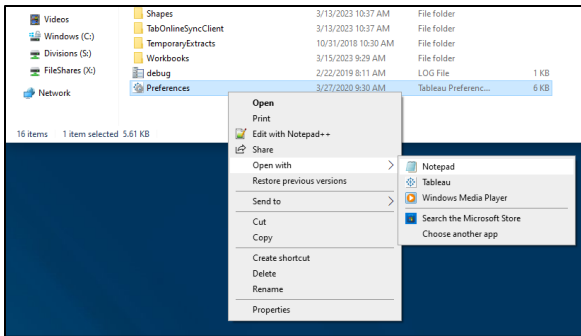 Videos
Windows (C:)
Divisions (S:)
FileShares (X:)
Network
Shapes 3/13/2023 10:37 AM File folder
TabOnlineSyncClient 3/13/2023 10:37 AM File folder
TemporaryExtracts 10/31/2018 10:30 AM File folder
Workbooks 3/15/2023 9:29 AM File folder
debug 2/22/2019 8:11 AM LOG File 1 KB
Preferences 3/27/2020 9:30 AM Tableau Preferenc... 6 KB
16 items 1 item selected 5.61 KB
Open
Print
Edit with Notepad++
Share
Open with
Restore previous versions
Send to
Cut
Copy
Create shortcut
Delete
Rename
Properties
Notepad
Tableau
Windows Media Player
Search the Microsoft Store
Choose another app